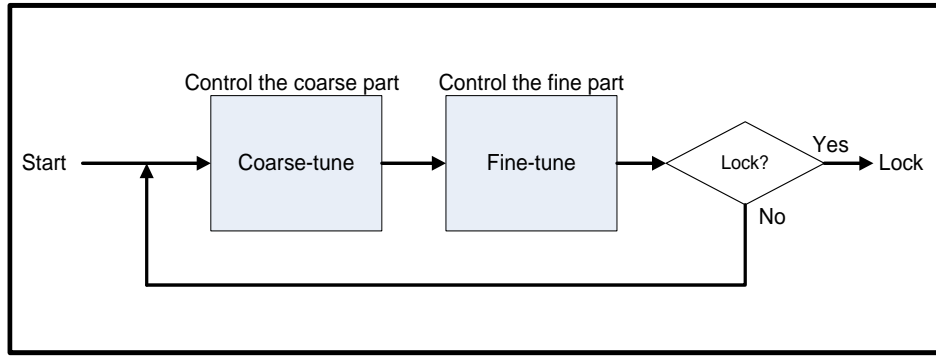 Control the coarse part
Control the fine part
Start
Coarse-tune
Fine-tune
Lock?
Yes
Lock
No